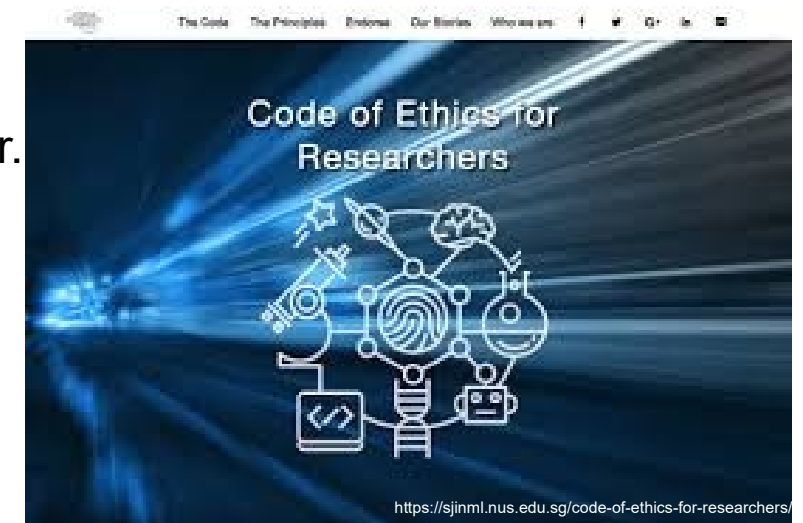 The Code The Principles Endorse Our Stories Who we are f G+ in
r.
Code of Ethics for
Researchers
</>
https://sjinml.nus.edu.sg/code-of-ethics-for-researchers/